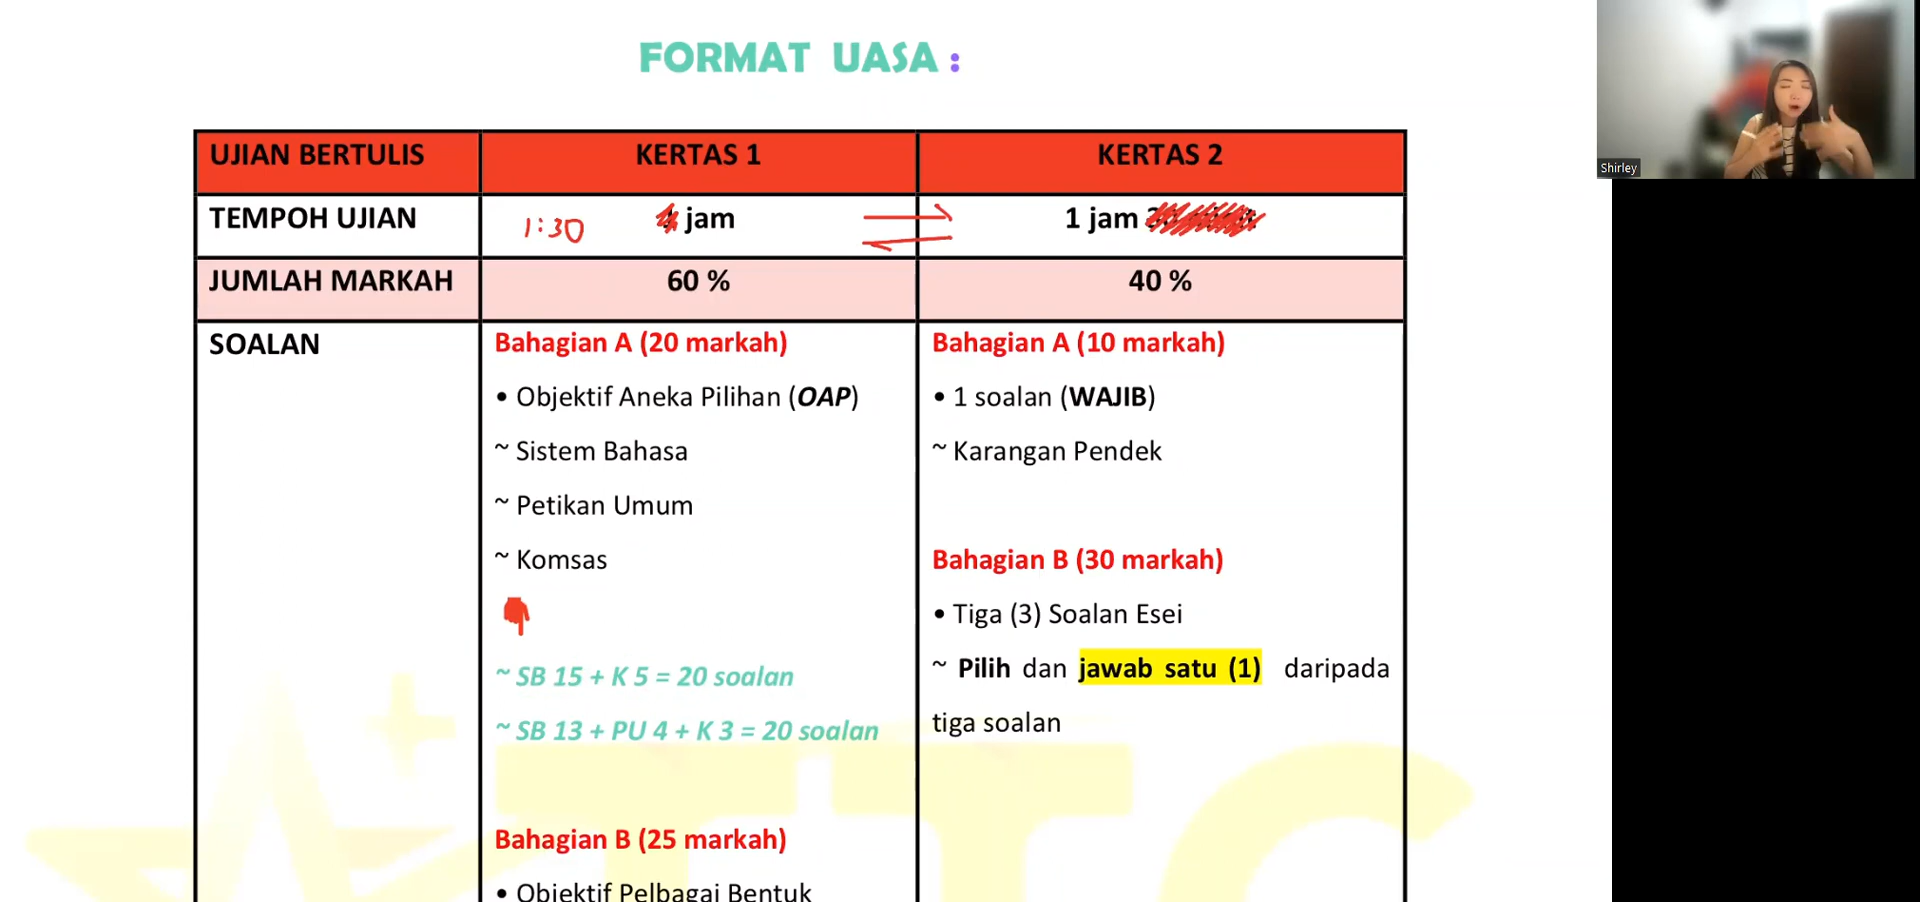 FORMAT UASA :
Shirley
UJIAN BERTULIS KERTAS 1 KERTAS 2
TEMPOH UJIAN 1:30 jam 1 jam
JUMLAH MARKAH 60 % 40 %
SOALAN
Bahagian A (20 markah)
• Objektif Aneka Pilihan (OAP)
~ Sistem Bahasa
~ Petikan Umum
~ Komsas
~ SB 15 + K 5 = 20 soalan
~ SB 13 + PU 4 + K 3 = 20 soalan
Bahagian B (25 markah)
• Objektif Pelbagai Bentuk
Bahagian A (10 markah)
• 1 soalan (WAJIB)
~ Karangan Pendek
Bahagian B (30 markah)
• Tiga (3) Soalan Esei
~ Pilih dan jawab satu (1) daripada
tiga soalan